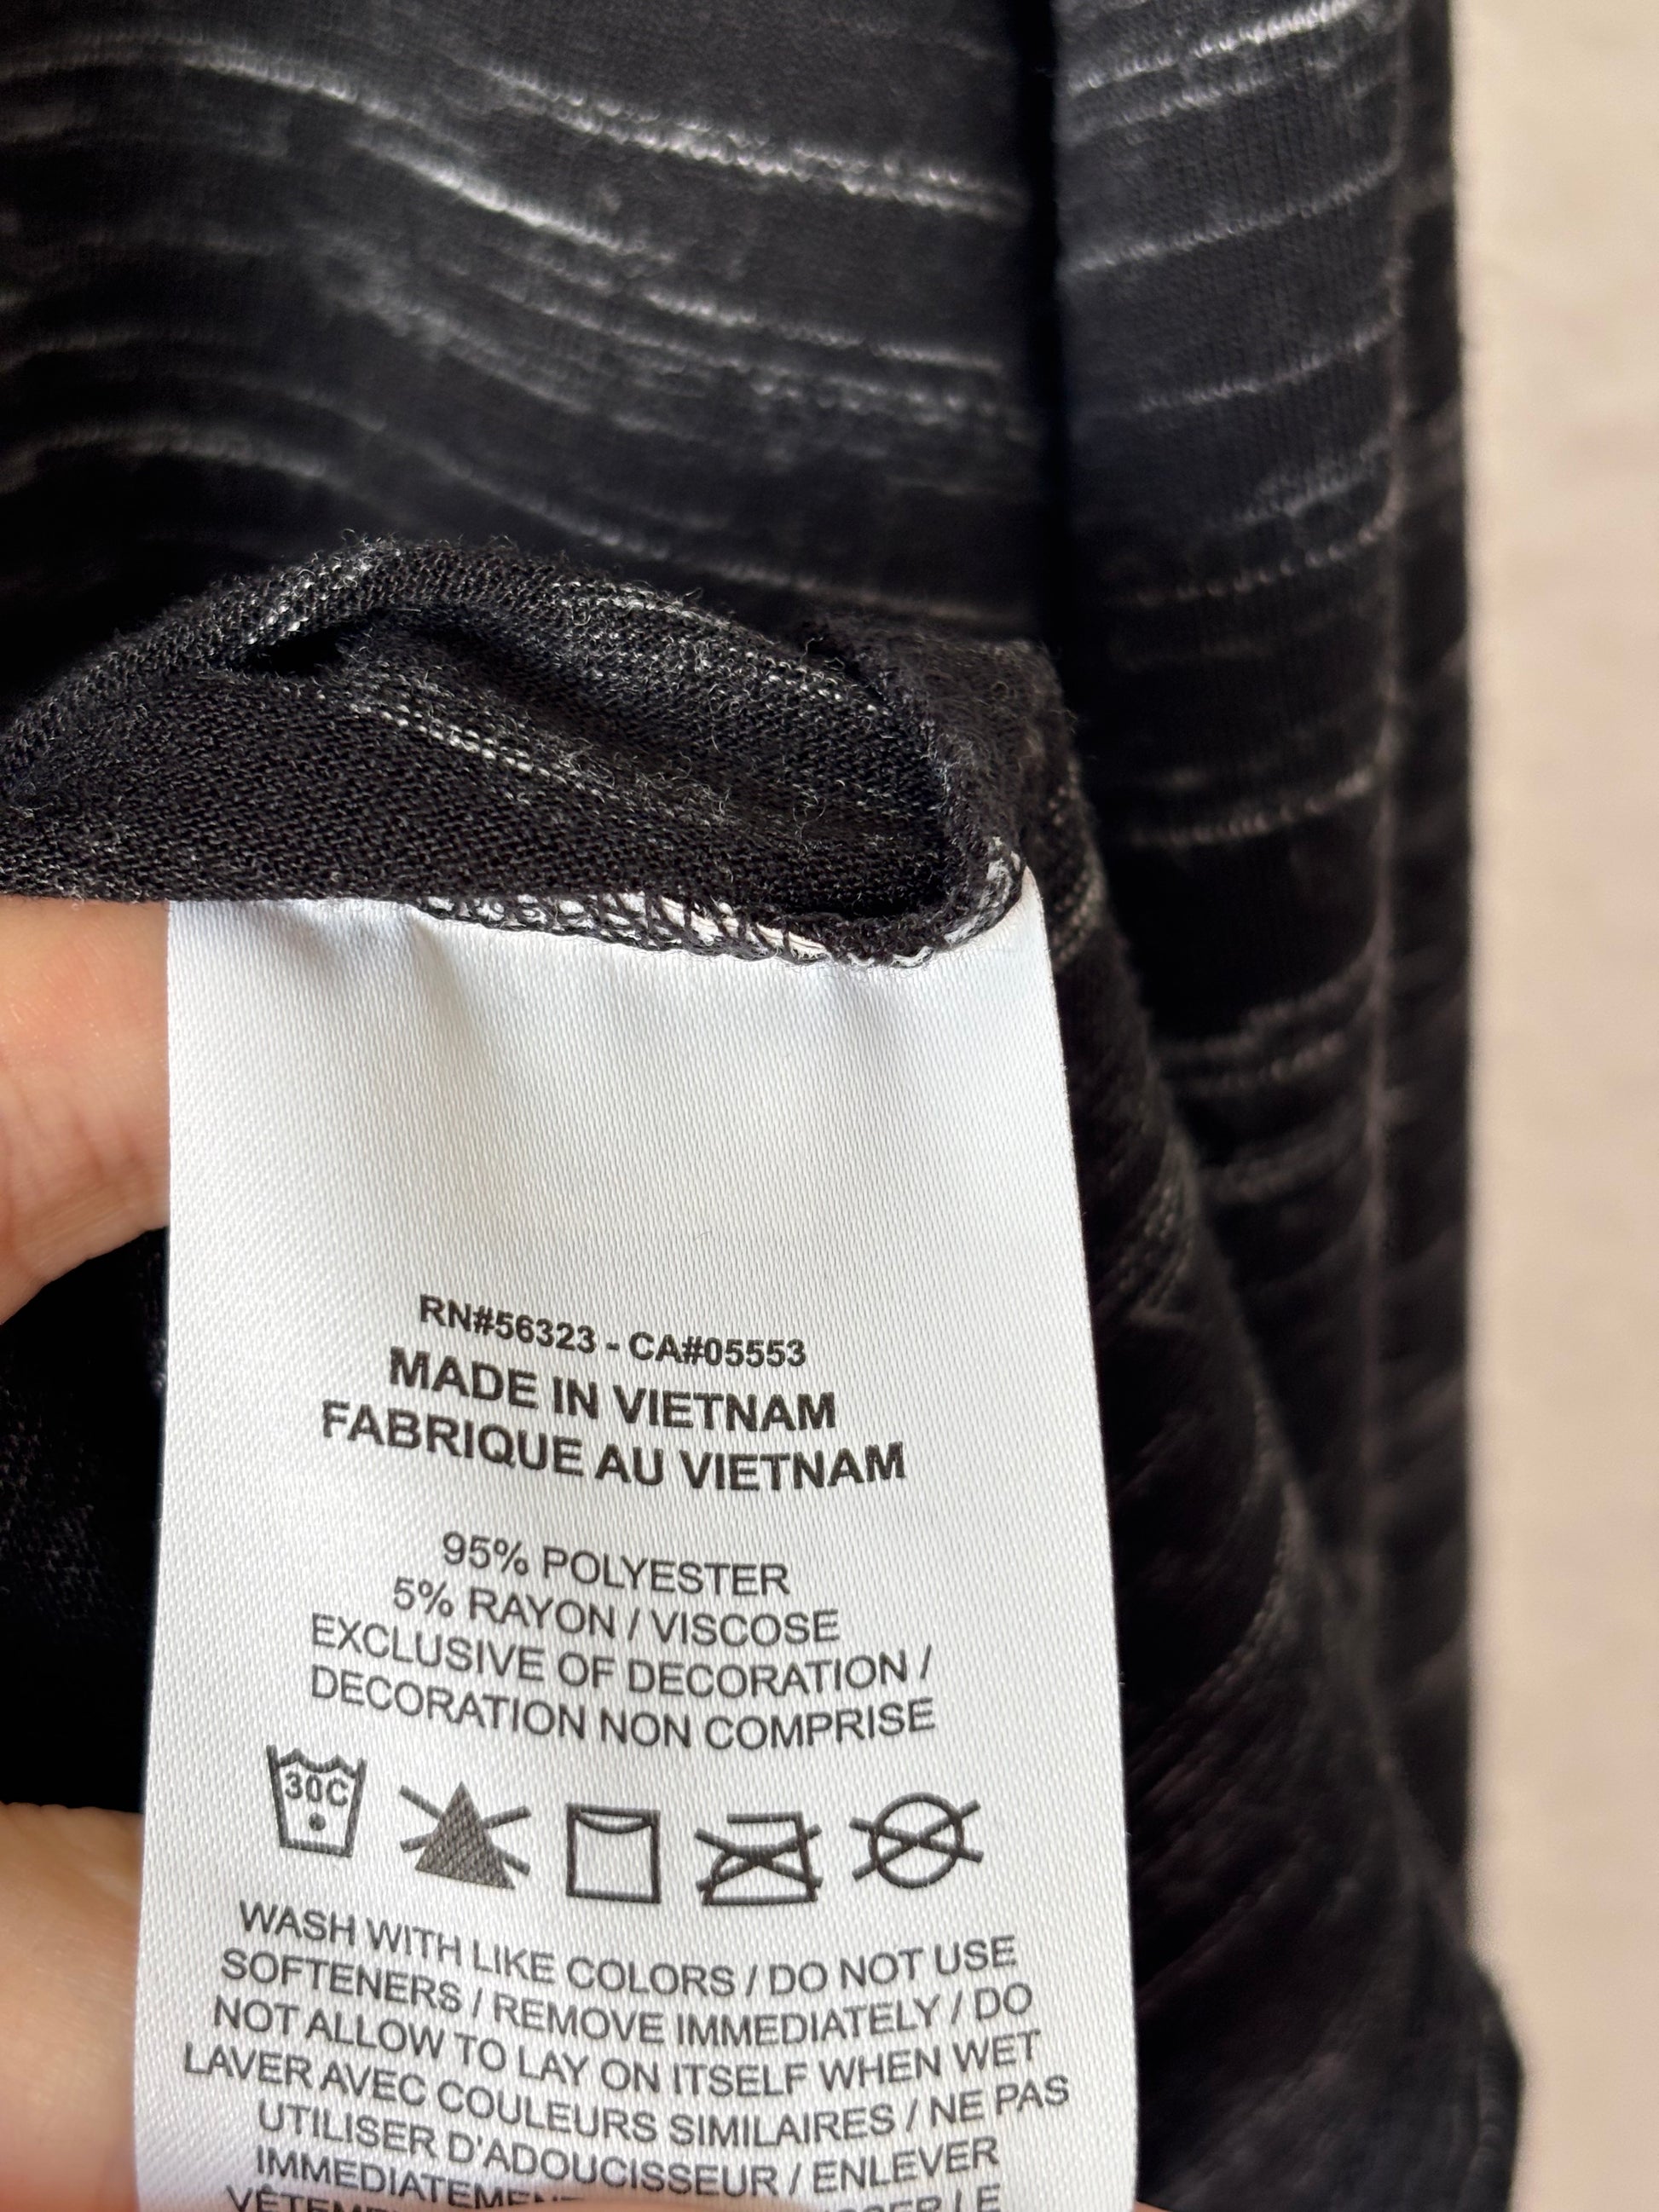 RN#56323 - CA#05553
MADE IN VIETNAM
FABRIQUE AU VIETNAM
95% POLYESTER
5% RAYON / VISCOSE
EXCLUSIVE OF DECORATION /
DECORATION NON COMPRISE
30C
WASH WITH LIKE COLORS / DO NOT USE
SOFTENERS / REMOVE IMMEDIATELY / DO
NOT ALLOW TO LAY ON ITSELF WHEN WET
LAVER AVEC COULEURS SIMILAIRES / NE PAS
UTILISER D'ADOUCISSEUR / ENLEVER
LE